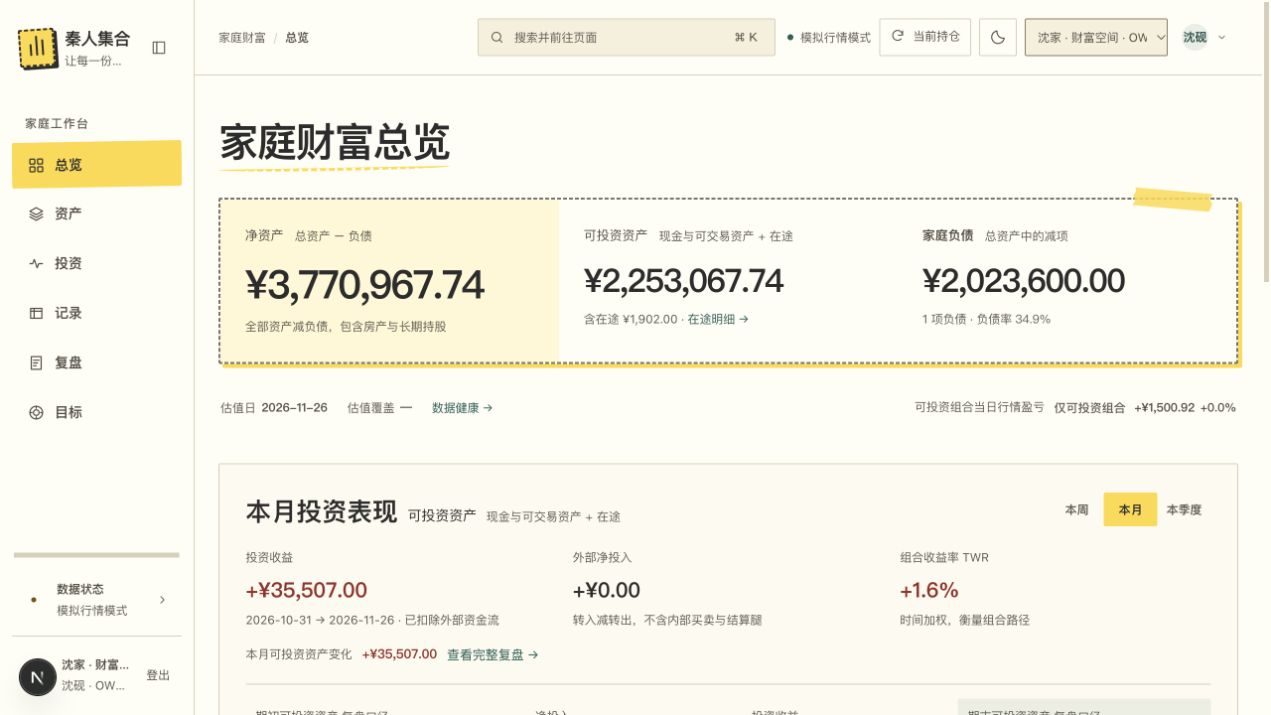 秦人集合
让每一份...
家庭财富 / 总览
搜索并前往页面 ⌘ K
模拟行情模式
当前持仓
沈家 · 财富空间 · OW
沈砚
家庭工作台
总览
资产
投资
记录
复盘
目标
数据状态
模拟行情模式
沈家 · 财富...
沈砚 · OW...
登出
N
家庭财富总览
净资产 总资产 — 负债
¥3,770,967.74
全部资产减负债，包含房产与长期持股
可投资资产 现金与可交易资产 + 在途
¥2,253,067.74
含在途 ¥1,902.00 · 在途明细 →
家庭负债 总资产中的减项
¥2,023,600.00
1 项负债 · 负债率 34.9%
估值日 2026-11-26 估值覆盖 — 数据健康 →
可投资组合当日行情盈亏 仅可投资组合 +¥1,500.92 +0.0%
本月投资表现 可投资资产 现金与可交易资产 + 在途
本周 本月 本季度
投资收益
+¥35,507.00
2026-10-31 → 2026-11-26 · 已扣除外部资金流
外部净投入
+¥0.00
转入减转出，不含内部买卖与结算腿
组合收益率 TWR
+1.6%
时间加权，衡量组合路径
本月可投资资产变化 +¥35,507.00 查看完整复盘 →